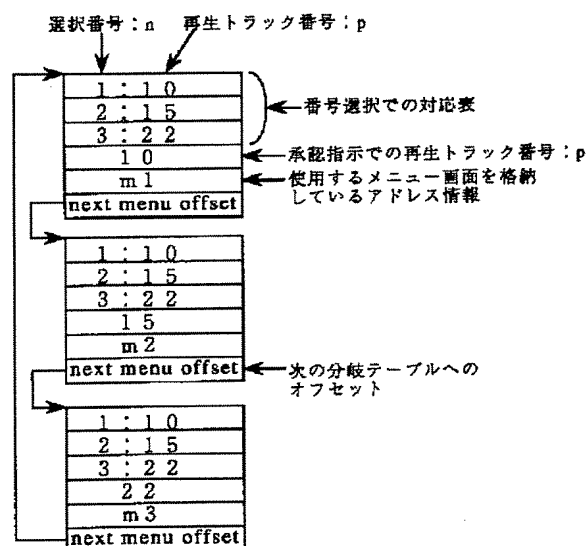 選択番号：n　再生トラック番号：p
1：10
2：15
3：22
番号選択での対応表
10
承認指示での再生トラック番号：p
m1
使用するメニュー画面を格納
しているアドレス情報
next menu offset
1：10
2：15
3：22
15
m2
next menu offset
次の分岐テーブルへの
オフセット
1：10
2：15
3：22
22
m3
next menu offset